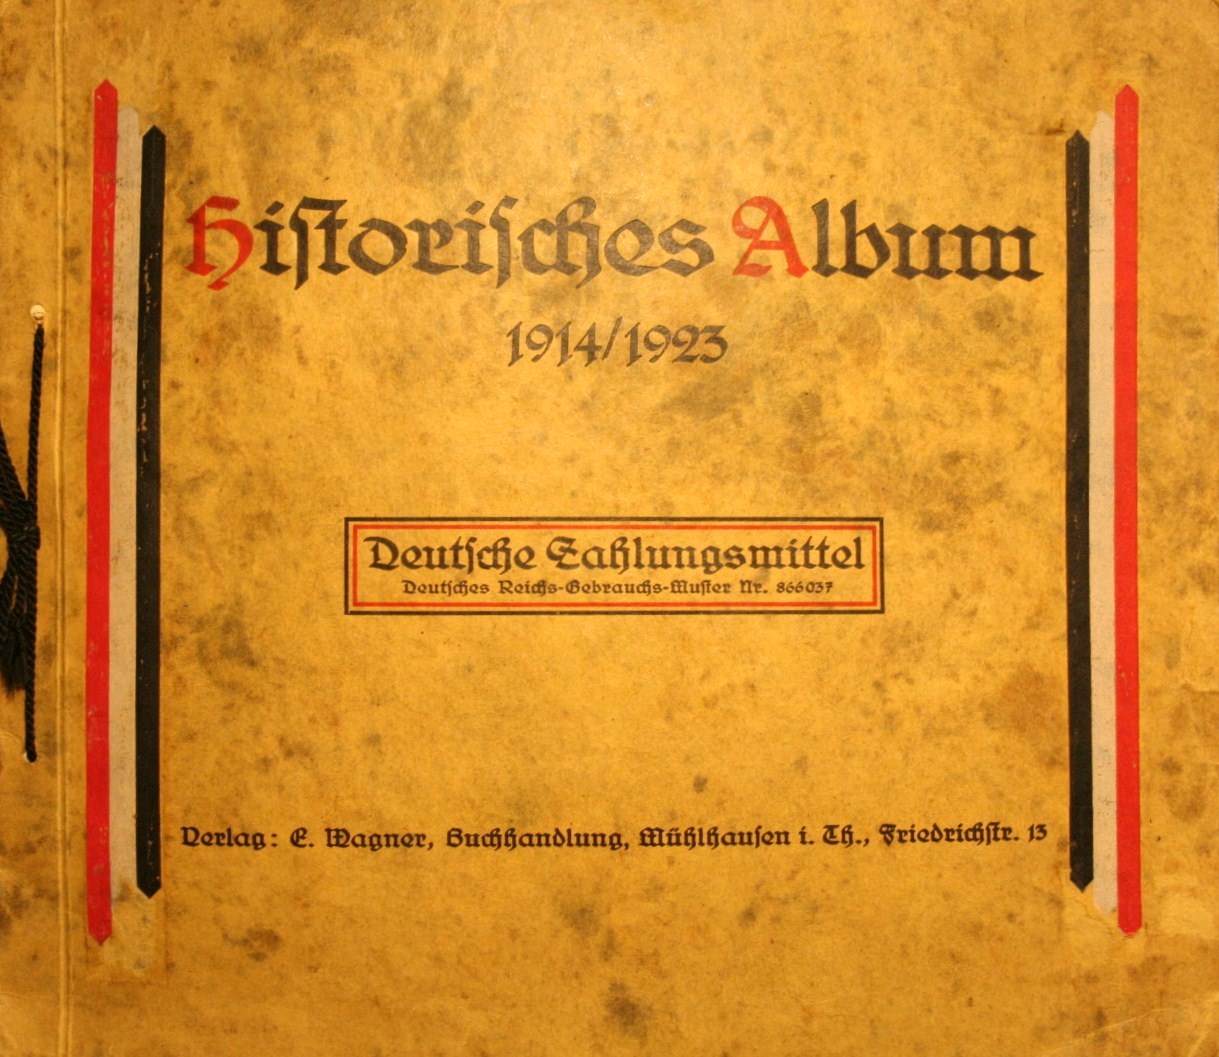 Historisches Album
1914/1923
Deutsche Zahlungsmittel
Deutsches Reichs-Gebrauchs-Muster Nr. 866037
Verlag: E. Wagner, Buchhandlung, Mühlhausen i. Th., Friedrichstr. 13